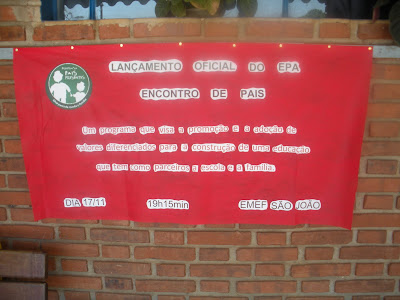 LANÇAMENTO OFICIAL DO EPA
ENCONTRO DE PAIS
Um programa que visa a promoção e a adoção de
diferenciados para a construção de uma educação
que tem como parceiros a escola e a família.
DIA 17/11 19h15min EMEF SÃO JOÃO